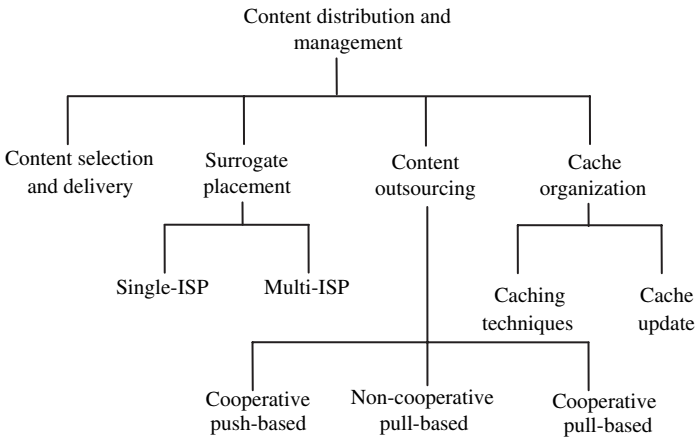 Content distribution and
management
Content selection
and delivery
Surrogate
placement
Content
outsourcing
Cache
organization
Single-ISP
Multi-ISP
Caching
techniques
Cache
update
Cooperative
push-based
Non-cooperative
pull-based
Cooperative
pull-based